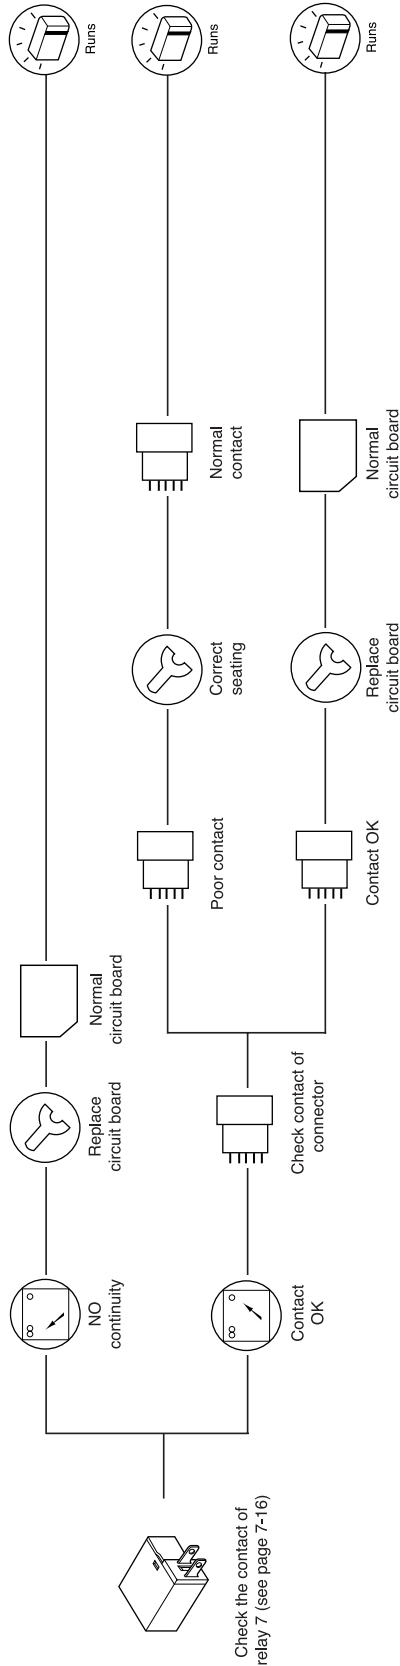 Check the contact of
relay 7 (see page 7-16)
NO
continuity
Replace
circuit board
Normal
circuit board
Runs
Contact
OK
Check contact of
connector
Poor contact
Correct
seating
Normal
contact
Runs
Contact OK
Replace
circuit board
Normal
circuit board
Runs